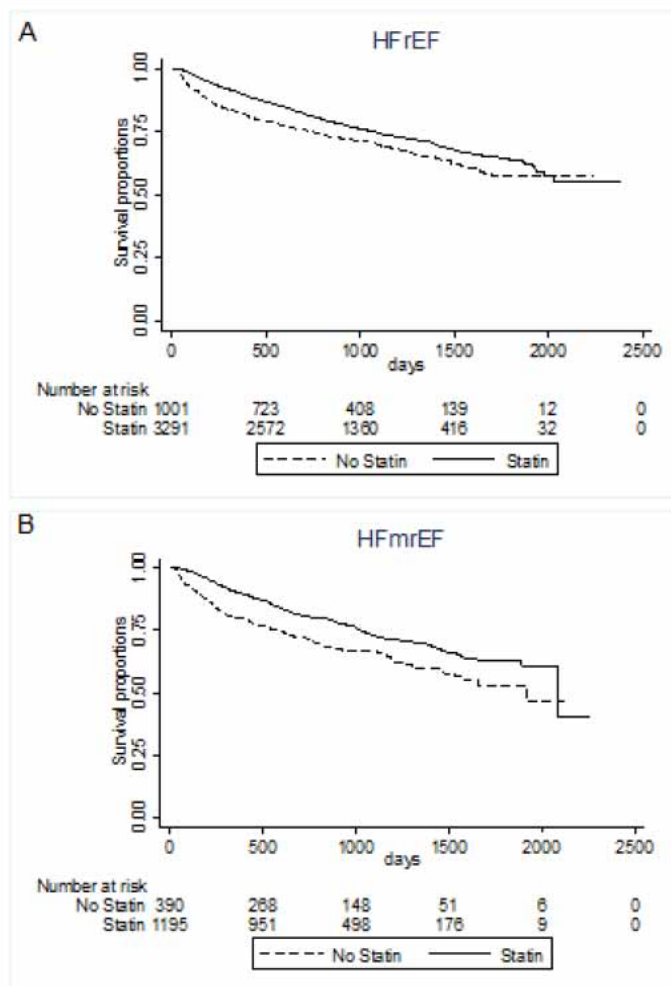 A
HFrEF
Survival proportions
1.00
0.75
0.50
0.25
0.00
0 500 1000 1500 2000 2500
days
Number at risk
No Statin 1001 723 408 139 12 0
Statin 3291 2572 1360 416 32 0
No Statin Statin
B
HFmrEF
Survival proportions
1.00
0.75
0.50
0.25
0.00
0 500 1000 1500 2000 2500
days
Number at risk
No Statin 390 268 148 51 6 0
Statin 1195 951 498 176 9 0
No Statin Statin